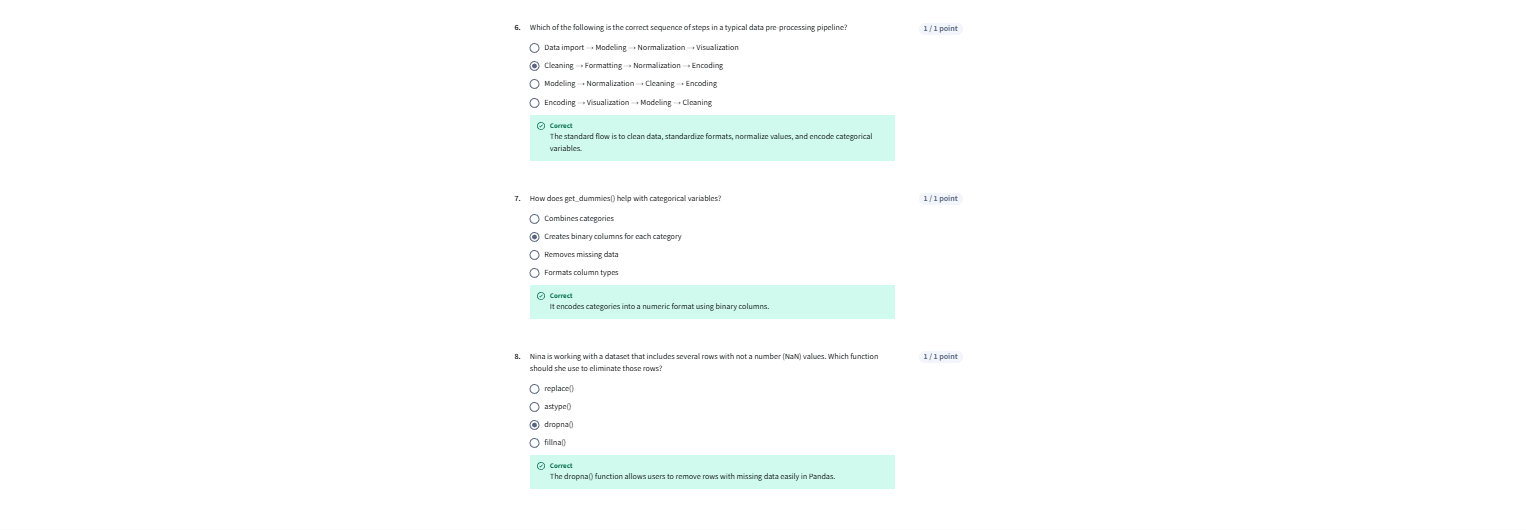 6. Which of the following is the correct sequence of steps in a typical data pre-processing pipeline?
1 / 1 point
Data import → Modeling → Normalization → Visualization
Cleaning → Formatting → Normalization → Encoding
Modeling → Normalization → Cleaning → Encoding
Encoding → Visualization → Modeling → Cleaning
Correct
The standard flow is to clean data, standardize formats, normalize values, and encode categorical
variables.
7. How does get_dummies() help with categorical variables?
1 / 1 point
Combines categories
Creates binary columns for each category
Removes missing data
Formats column types
Correct
It encodes categories into a numeric format using binary columns.
8. Nina is working with a dataset that includes several rows with not a number (NaN) values. Which function
should she use to eliminate those rows?
1 / 1 point
replace()
astype()
dropna()
fillna()
Correct
The dropna() function allows users to remove rows with missing data easily in Pandas.